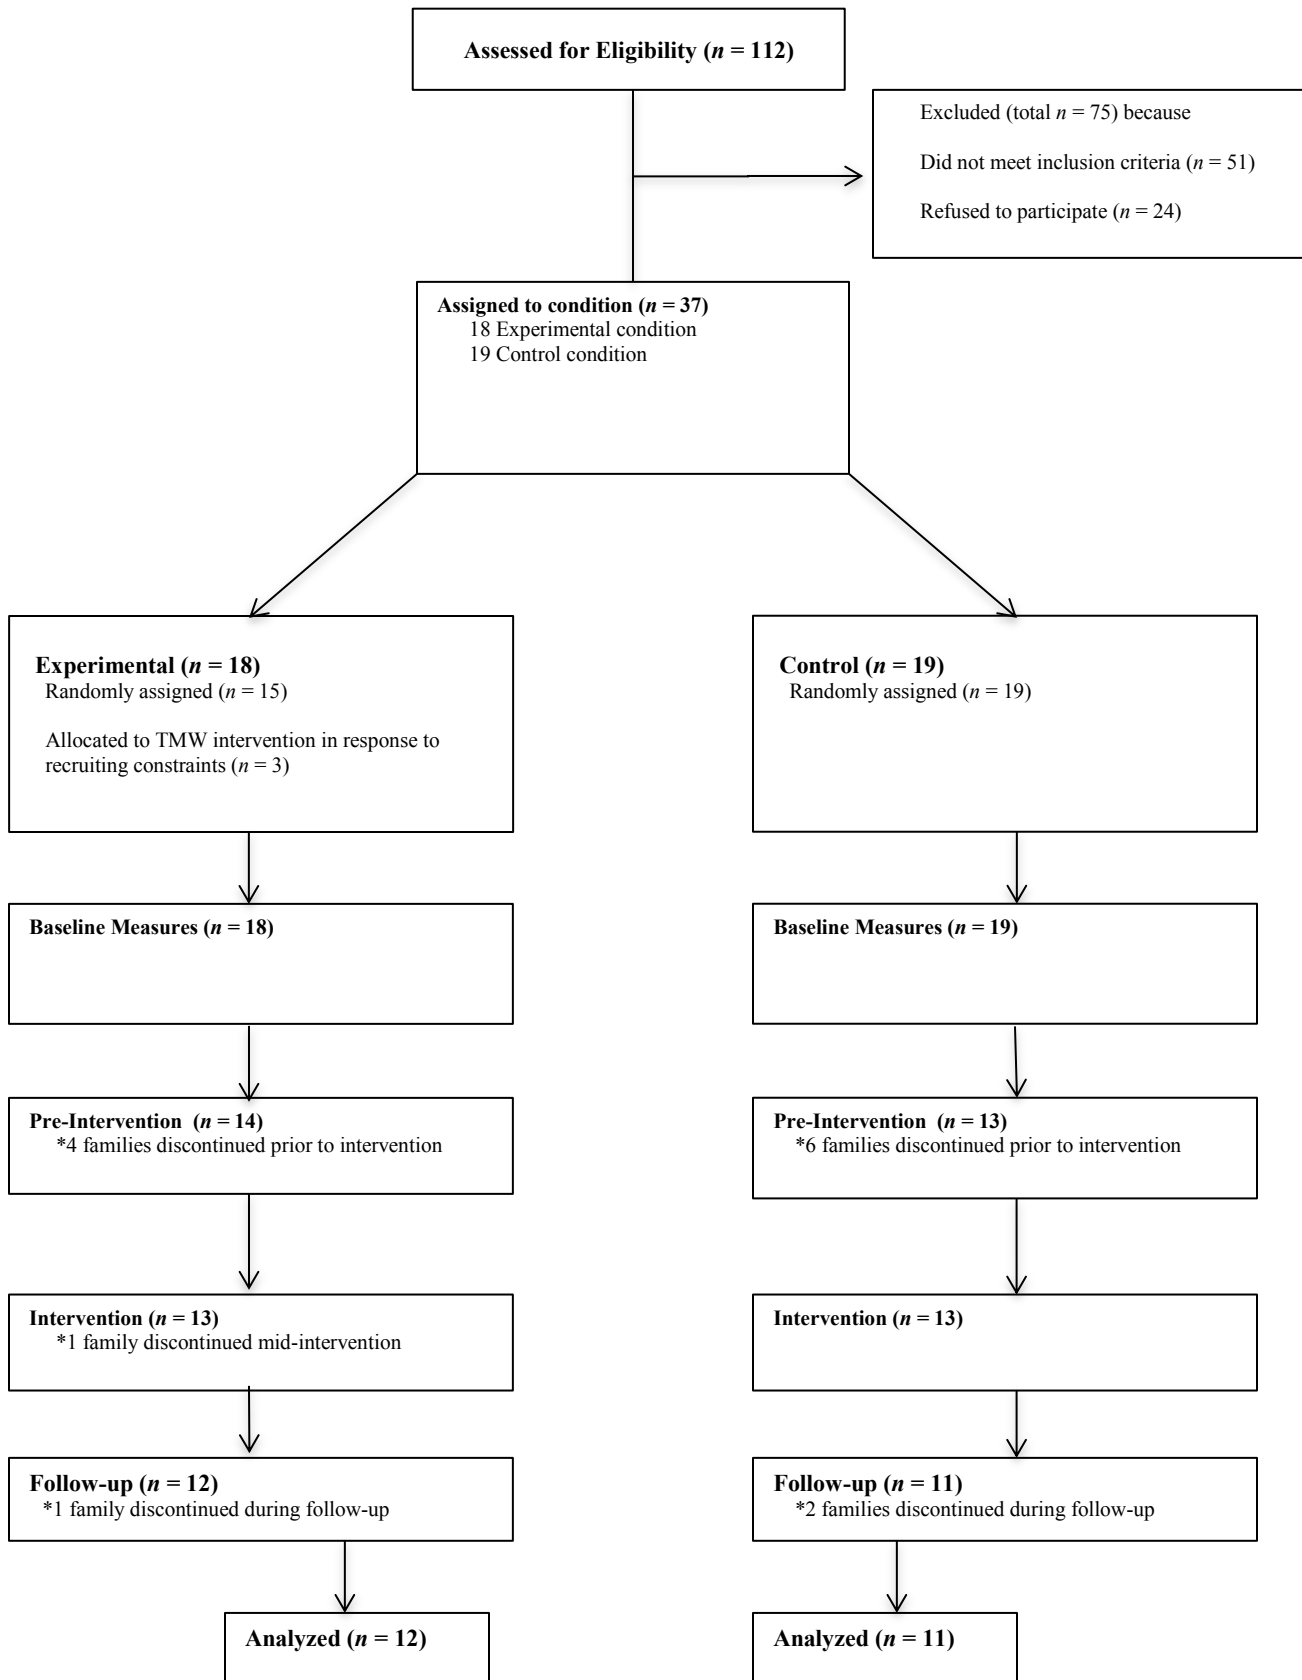 Assessed for Eligibility (n = 112)
Excluded (total n = 75) because
Did not meet inclusion criteria (n = 51)
Refused to participate (n = 24)
Assigned to condition (n = 37)
18 Experimental condition
19 Control condition
Experimental (n = 18)
Randomly assigned (n = 15)
Allocated to TMW intervention in response to
recruiting constraints (n = 3)
Control (n = 19)
Randomly assigned (n = 19)
Baseline Measures (n = 18)
Baseline Measures (n = 19)
Pre-Intervention (n = 14)
*4 families discontinued prior to intervention
Pre-Intervention (n = 13)
*6 families discontinued prior to intervention
Intervention (n = 13)
*1 family discontinued mid-intervention
Intervention (n = 13)
Follow-up (n = 12)
*1 family discontinued during follow-up
Follow-up (n = 11)
*2 families discontinued during follow-up
Analyzed (n = 12)
Analyzed (n = 11)